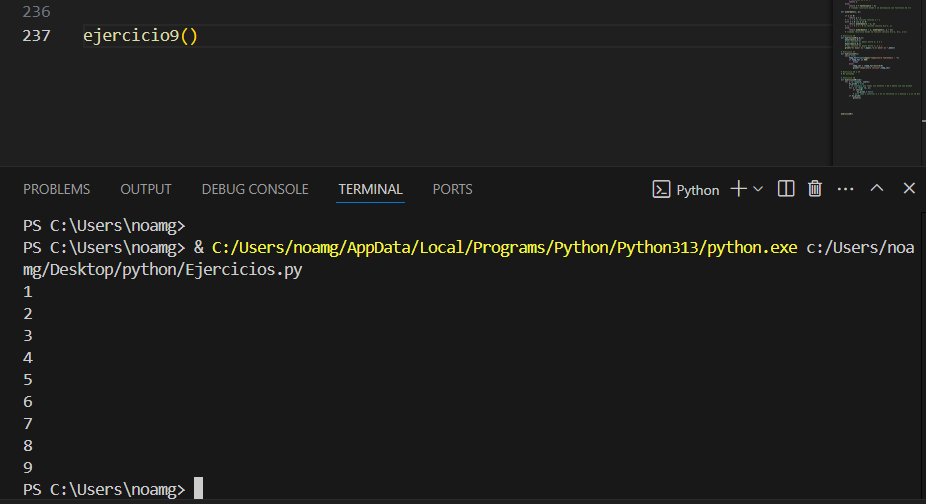 236
237 ejercicio9()
PROBLEMS OUTPUT DEBUG CONSOLE TERMINAL PORTS Python
PS C:\Users\noamg>
PS C:\Users\noamg> & C:/Users/noamg/AppData/Local/Programs/Python/Python313/python.exe c:/Users/noa
mg/Desktop/python/Ejercicios.py
1
2
3
4
5
6
7
8
9
PS C:\Users\noamg>